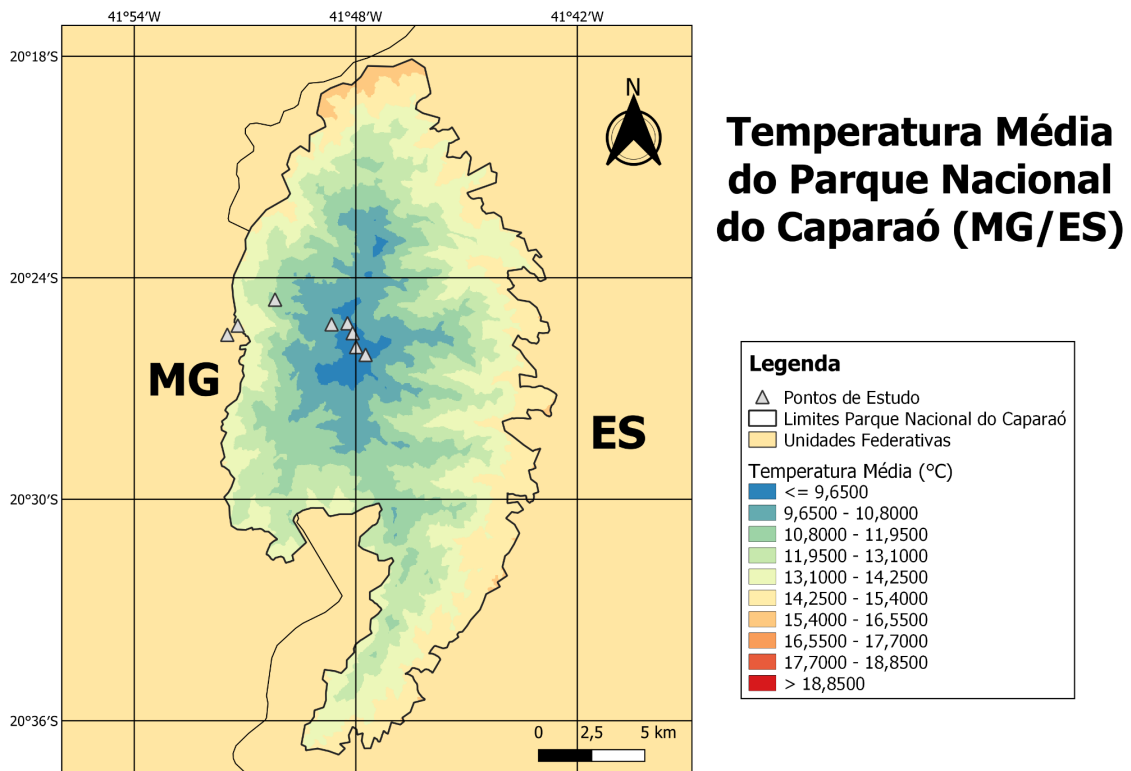 41°54′W 41°48′W 41°42′W
20°18′S
N
Temperatura Média
do Parque Nacional
do Caparaó (MG/ES)
20°24′S
MG
ES
Legenda
Pontos de Estudo
Limites Parque Nacional do Caparaó
Unidades Federativas
Temperatura Média (°C)
<= 9,6500
9,6500 - 10,8000
10,8000 - 11,9500
11,9500 - 13,1000
13,1000 - 14,2500
14,2500 - 15,4000
15,4000 - 16,5500
16,5500 - 17,7000
17,7000 - 18,8500
> 18,8500
20°30′S
20°36′S
0 2,5 5 km